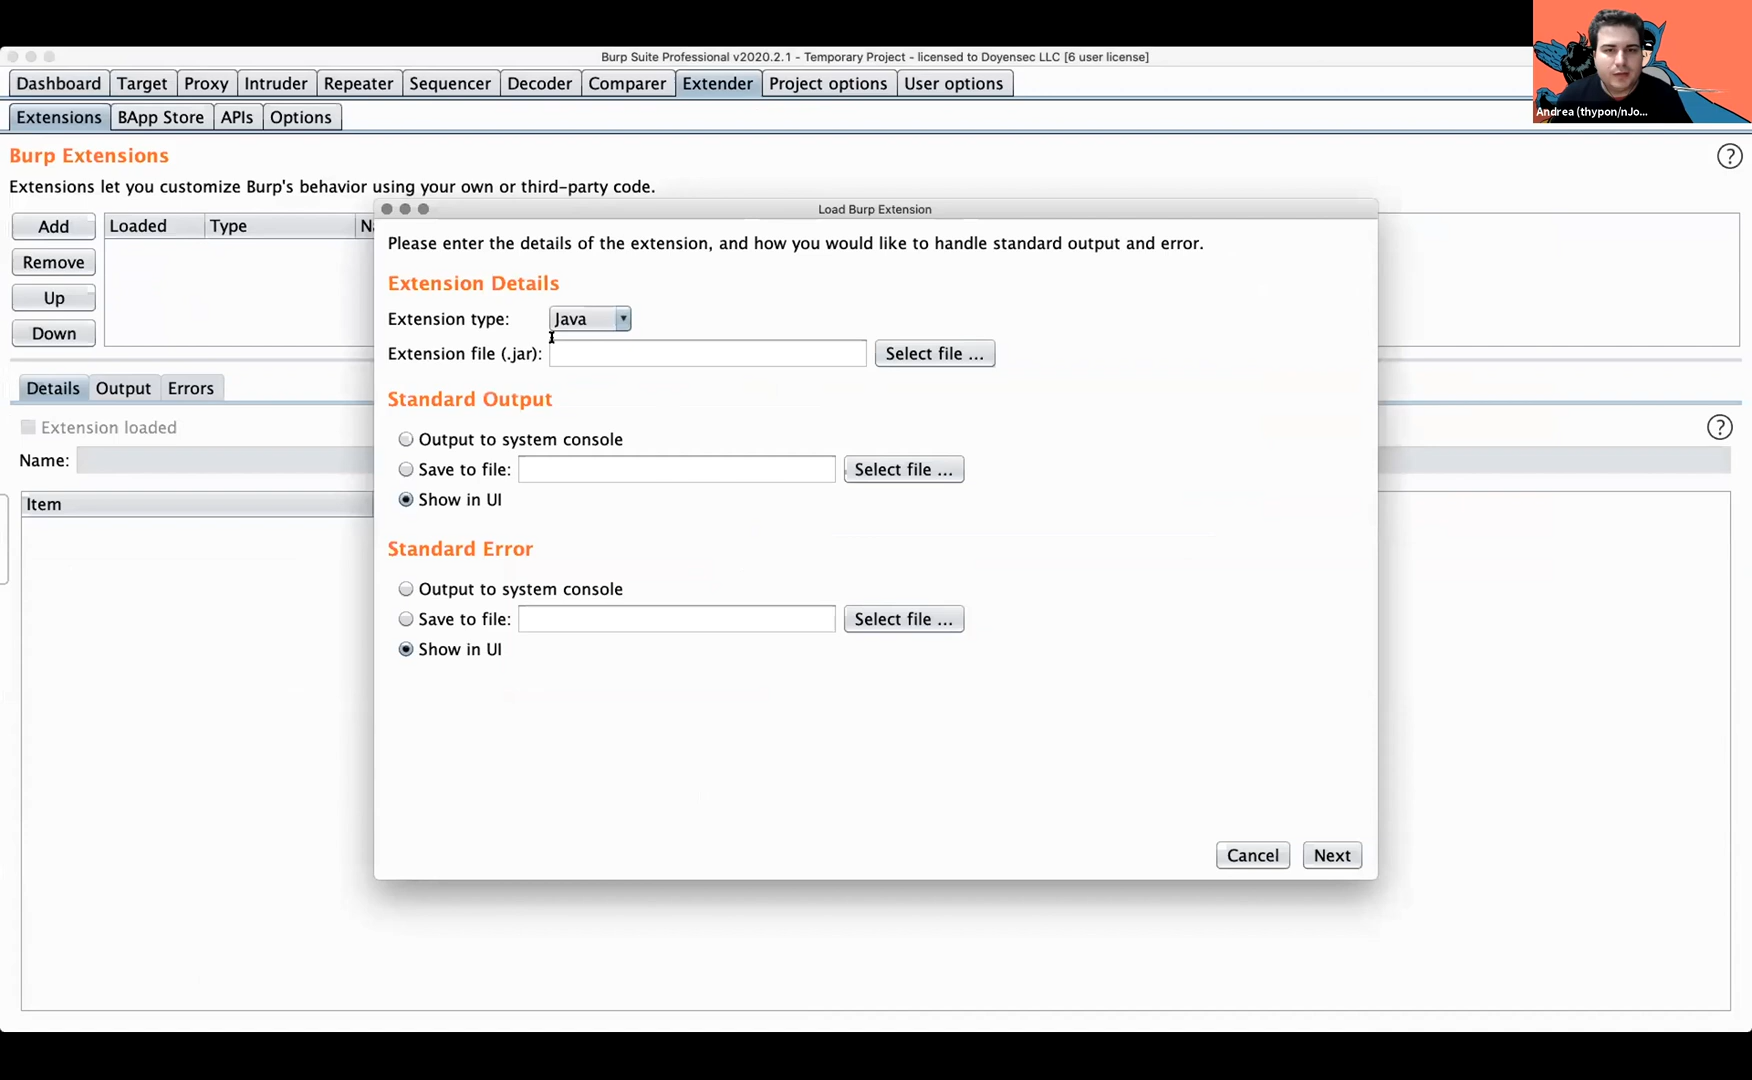 Burp Suite Professional v2020.2.1 - Temporary Project - licensed to Doyensec LLC [6 user license]
Dashboard Target Proxy Intruder Repeater Sequencer Decoder Comparer Extender Project options User options
Andrea (thypon/nJo...
Extensions BApp Store APIs Options
Burp Extensions
?
Extensions let you customize Burp's behavior using your own or third-party code.
Add Loaded Type
Remove
Up
Down
Details Output Errors
Extension loaded
?
Name:
Item
Load Burp Extension
Please enter the details of the extension, and how you would like to handle standard output and error.
Extension Details
Extension type: Java
Extension file (.jar): Select file ...
Standard Output
Output to system console
Save to file: Select file ...
Show in UI
Standard Error
Output to system console
Save to file: Select file ...
Show in UI
Cancel Next